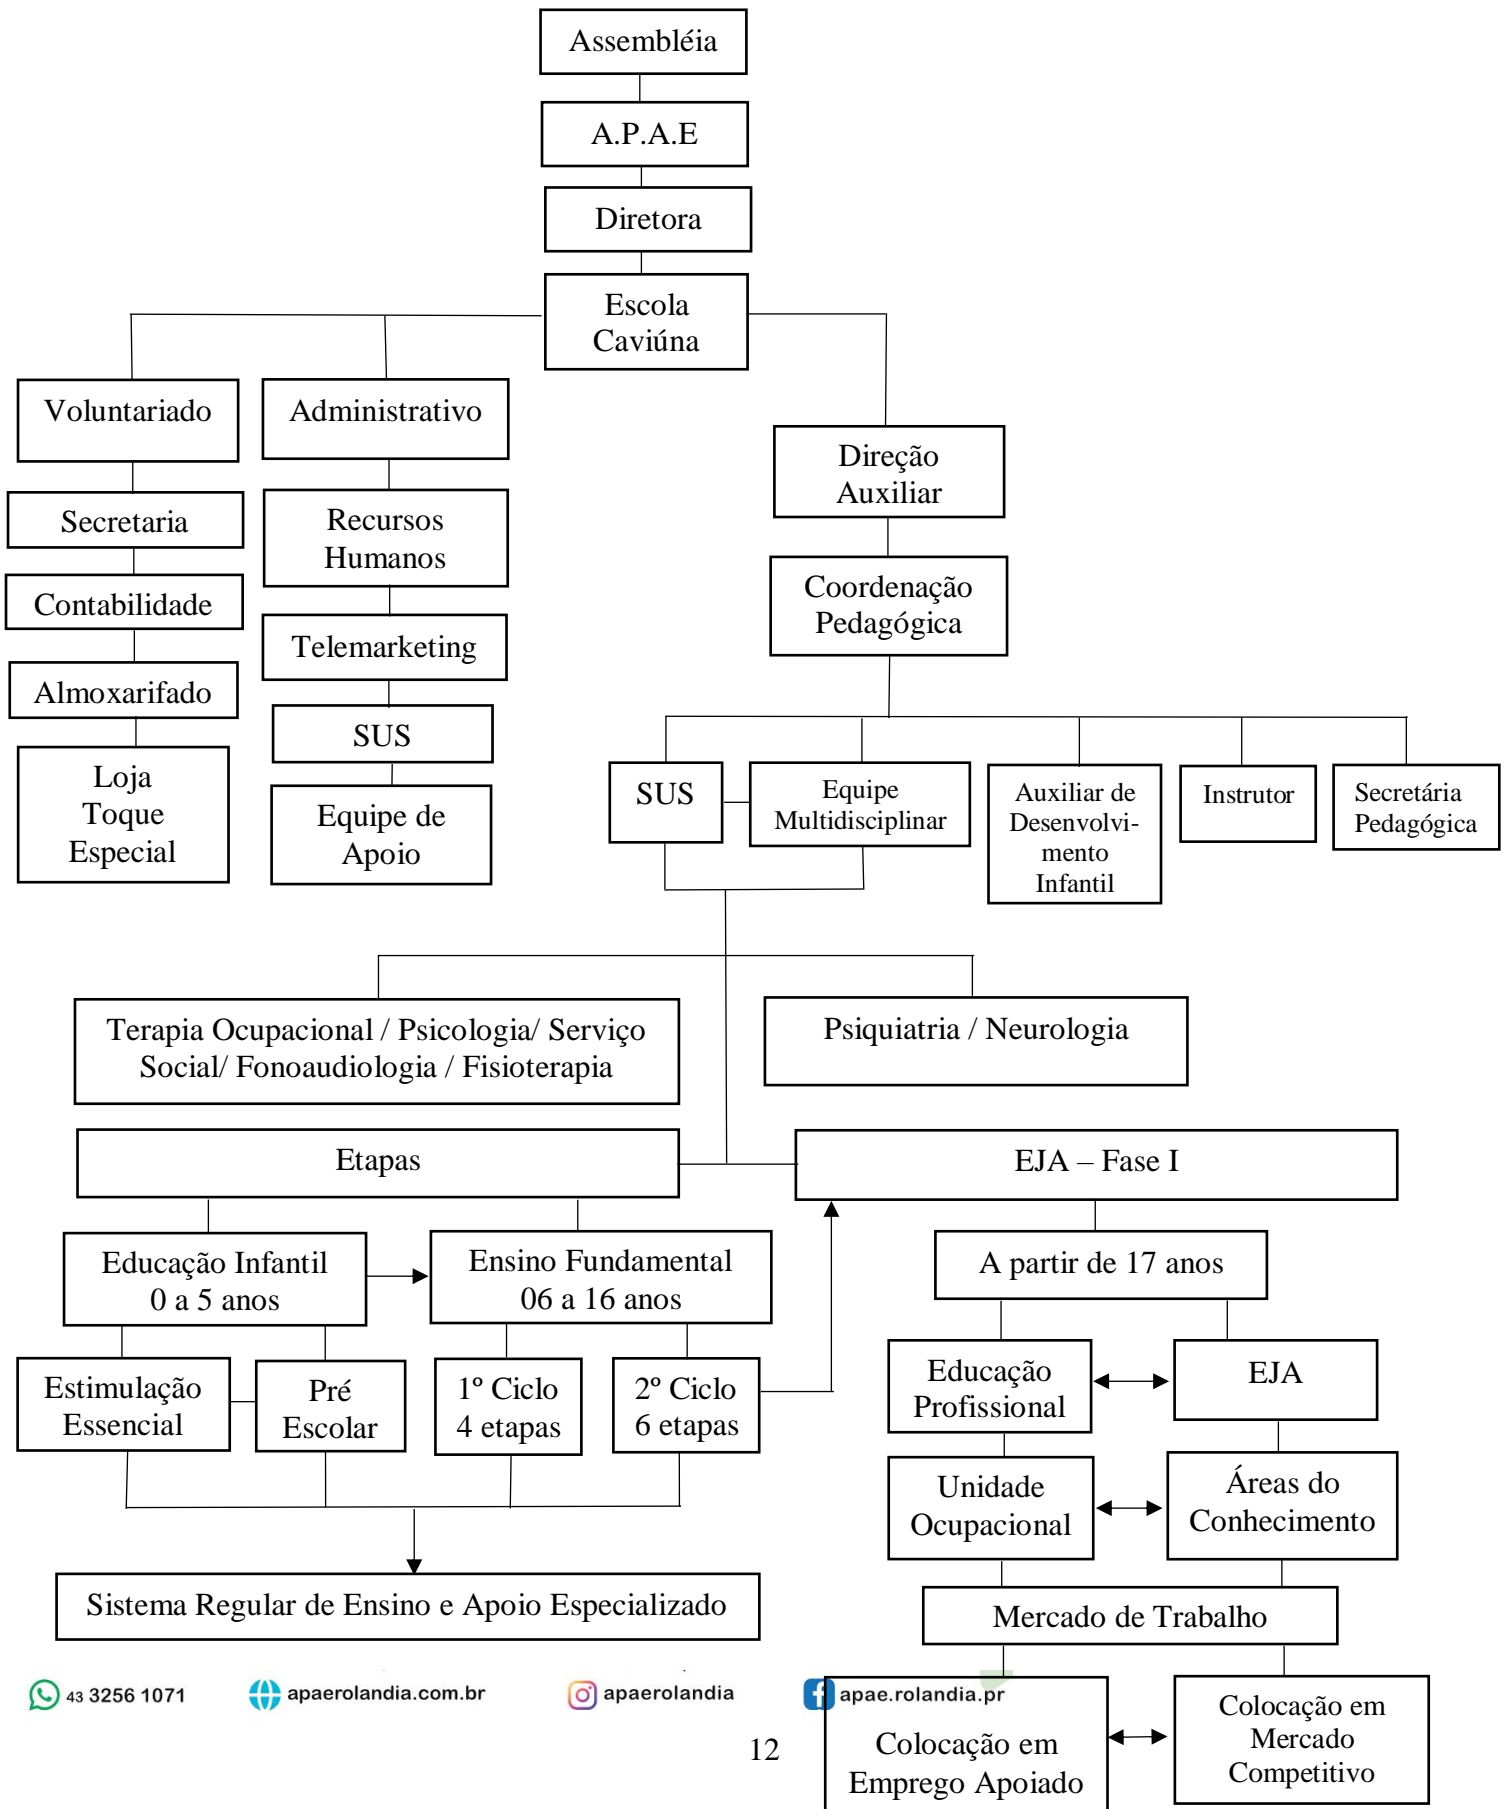 Assembléia
A.P.A.E
Diretora
Escola
Caviúna
Voluntariado
Administrativo
Direção
Auxiliar
Secretaria
Recursos
Humanos
Contabilidade
Coordenação
Pedagógica
Telemarketing
Almoxarifado
SUS
Loja
Toque
Especial
Equipe de
Apoio
SUS
Equipe
Multidisciplinar
Auxiliar de
Desenvolvi-
mento
Infantil
Instrutor
Secretária
Pedagógica
Terapia Ocupacional / Psicologia/ Serviço
Social/ Fonoaudiologia / Fisioterapia
Psiquiatria / Neurologia
Etapas
EJA – Fase I
Educação Infantil
0 a 5 anos
Ensino Fundamental
06 a 16 anos
A partir de 17 anos
Estimulação
Essencial
Pré
Escolar
1º Ciclo
4 etapas
2º Ciclo
6 etapas
Educação
Profissional
EJA
Unidade
Ocupacional
Áreas do
Conhecimento
Sistema Regular de Ensino e Apoio Especializado
Mercado de Trabalho
43 3256 1071
apaerolandia.com.br
apaerolandia
apae.rolandia.pr
Colocação em
Emprego Apoiado
Colocação em
Mercado
Competitivo
12